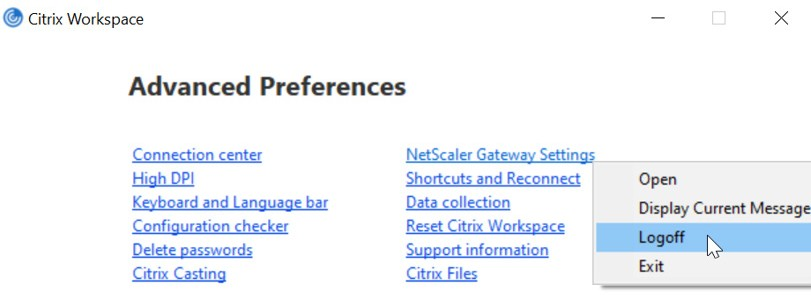 Citrix Workspace
Advanced Preferences
Connection center
High DPI
Keyboard and Language bar
Configuration checker
Delete passwords
Citrix Casting
NetScaler Gateway Settings
Shortcuts and Reconnect
Data collection
Reset Citrix Workspace
Support information
Citrix Files
Open
Display Current Message
Logoff
Exit